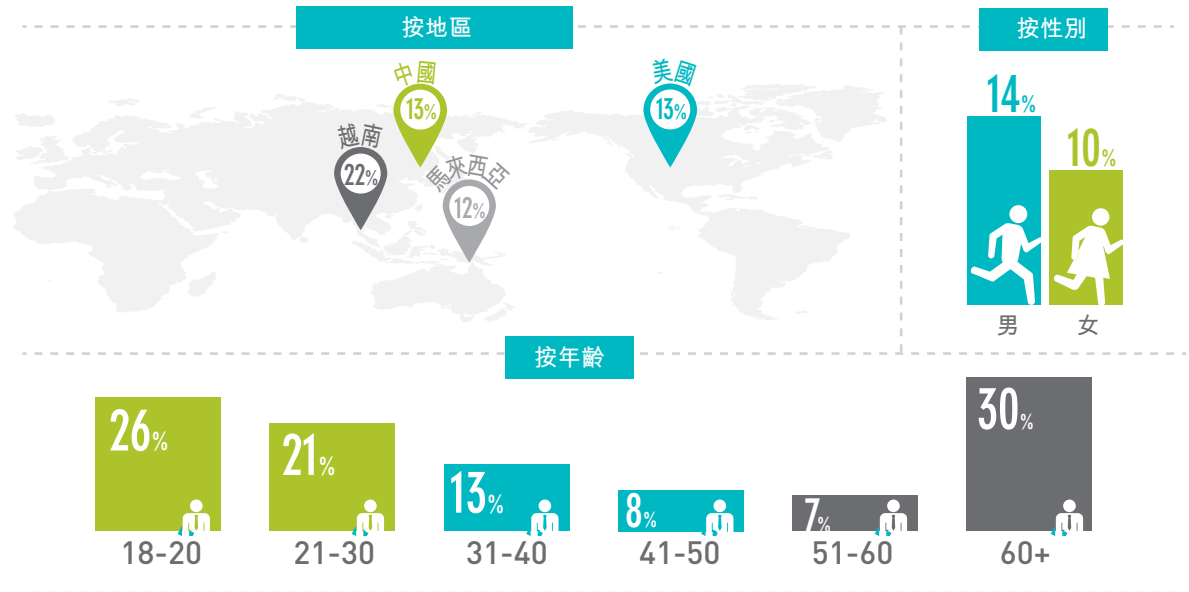 按地區
按性別
中國
13%
美國
13%
越南
22%
馬來西亞
12%
14%
10%
男
女
按年齡
26%
21%
13%
8%
7%
30%
18-20
21-30
31-40
41-50
51-60
60+